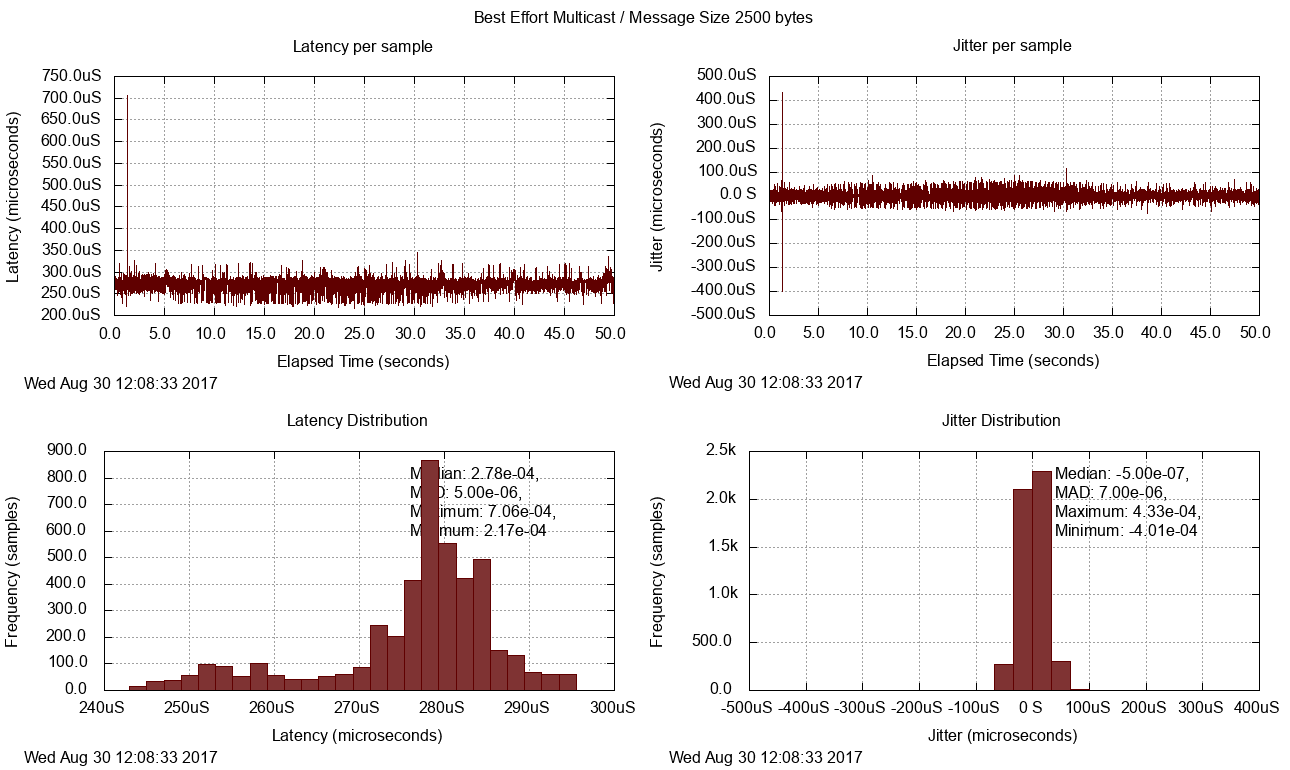 Best Effort Multicast / Message Size 2500 bytes
Latency per sample
750.0uS
700.0uS
650.0uS
600.0uS
550.0uS
500.0uS
450.0uS
400.0uS
350.0uS
300.0uS
250.0uS
200.0uS
Latency (microseconds)
0.0 5.0 10.0 15.0 20.0 25.0 30.0 35.0 40.0 45.0 50.0
Elapsed Time (seconds)
Wed Aug 30 12:08:33 2017
Jitter per sample
500.0uS
400.0uS
300.0uS
200.0uS
100.0uS
0.0 S
-100.0uS
-200.0uS
-300.0uS
-400.0uS
-500.0uS
Jitter (microseconds)
0.0 5.0 10.0 15.0 20.0 25.0 30.0 35.0 40.0 45.0 50.0
Elapsed Time (seconds)
Wed Aug 30 12:08:33 2017
Latency Distribution
900.0
800.0
700.0
600.0
500.0
400.0
300.0
200.0
100.0
0.0
Frequency (samples)
Median: 2.78e-04,
MAD: 5.00e-06,
Maximum: 7.06e-04,
Minimum: 2.17e-04
240uS 250uS 260uS 270uS 280uS 290uS 300uS
Latency (microseconds)
Wed Aug 30 12:08:33 2017
Jitter Distribution
2.5k
2.0k
1.5k
1.0k
500.0
0.0
Frequency (samples)
Median: -5.00e-07,
MAD: 7.00e-06,
Maximum: 4.33e-04,
Minimum: -4.01e-04
-500uS -400uS -300uS -200uS -100uS 0 S 100uS 200uS 300uS 400uS
Jitter (microseconds)
Wed Aug 30 12:08:33 2017